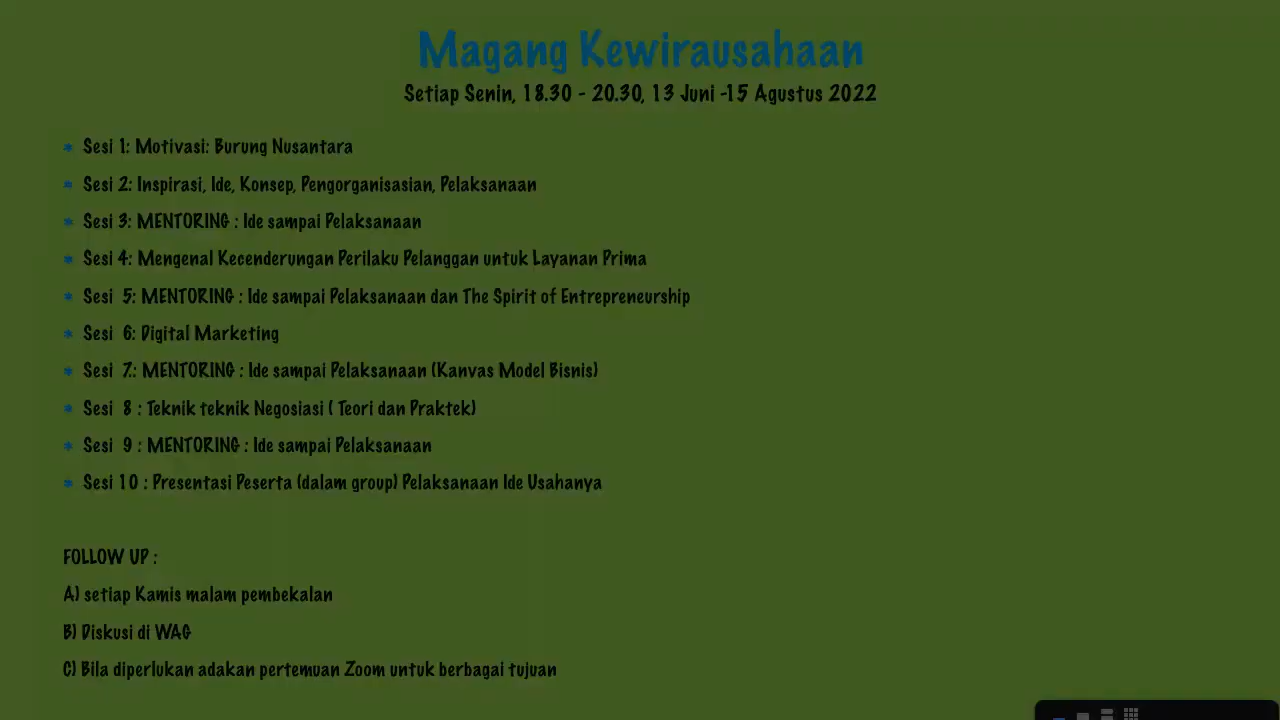 Magang Kewirausahaan
Setiap Senin, 18.30 - 20.30, 13 Juni -15 Agustus 2022
* Sesi 1: Motivasi: Burung Nusantara
* Sesi 2: Inspirasi, Ide, Konsep, Pengorganisasian, Pelaksanaan
* Sesi 3: MENTORING : Ide sampai Pelaksanaan
* Sesi 4: Mengenal Kecenderungan Perilaku Pelanggan untuk Layanan Prima
* Sesi 5: MENTORING : Ide sampai Pelaksanaan dan The Spirit of Entrepreneurship
* Sesi 6: Digital Marketing
* Sesi 7.: MENTORING : Ide sampai Pelaksanaan (Kanvas Model Bisnis)
* Sesi 8 : Teknik teknik Negosiasi ( Teori dan Praktek)
* Sesi 9 : MENTORING : Ide sampai Pelaksanaan
* Sesi 10 : Presentasi Peserta (dalam group) Pelaksanaan Ide Usahanya
FOLLOW UP :
A) setiap Kamis malam pembekalan
B) Diskusi di WAG
C) Bila diperlukan adakan pertemuan Zoom untuk berbagai tujuan